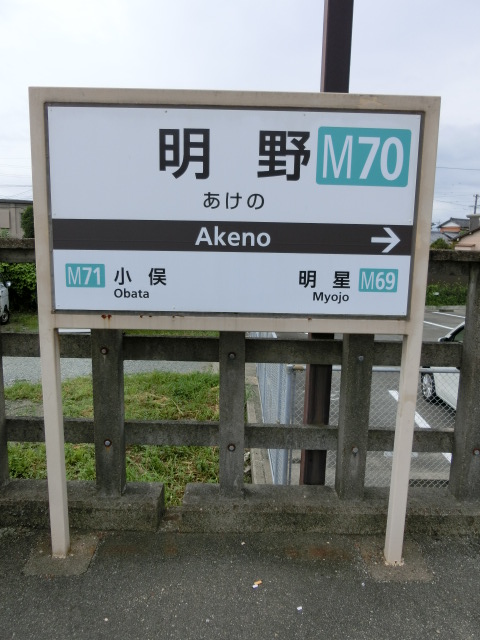 明 野 M70
あけの
Akeno →
M71 小 俣 明 星 M69
Obata Myojo